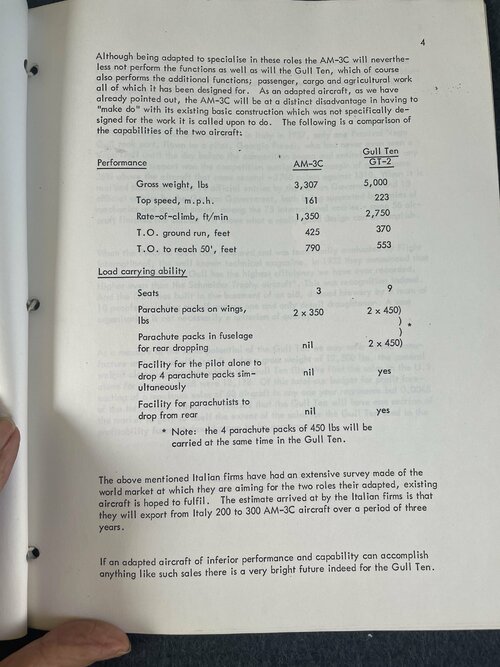 4
Although being adapted to specialise in these roles the AM-3C will neverthe-
less not perform the functions as well as will the Gull Ten, which of course
also performs the additional functions; passenger, cargo and agricultural work
all of which it has been designed for. As an adapted aircraft, as we have
already pointed out, the AM-3C will be at a distinct disadvantage in having to
"make do" with its existing basic construction which was not specifically de-
signed for the work it is called upon to do. The following is a comparison of
the capabilities of the two aircraft:
Performance AM-3C Gull Ten GT-2
Gross weight, lbs 3,307 5,000
Top speed, m.p.h. 161 223
Rate-of-climb, ft/min 1,350 2,750
T.O. ground run, feet 425 370
T.O. to reach 50', feet 790 553
Load carrying ability
Seats 3 9
Parachute packs on wings, 2 x 350 2 x 450)
lbs ) *
Parachute packs in fuselage )
for rear dropping nil 2 x 450)
Facility for the pilot alone to
drop 4 parachute packs sim- nil yes
ultaneously
Facility for parachutists to
drop from rear nil yes
* Note: the 4 parachute packs of 450 lbs will be
carried at the same time in the Gull Ten.
The above mentioned Italian firms have had an extensive survey made of the
world market at which they are aiming for the two roles their adapted, existing
aircraft is hoped to fulfil. The estimate arrived at by the Italian firms is that
they will export from Italy 200 to 300 AM-3C aircraft over a period of three
years.
If an adapted aircraft of inferior performance and capability can accomplish
anything like such sales there is a very bright future indeed for the Gull Ten.